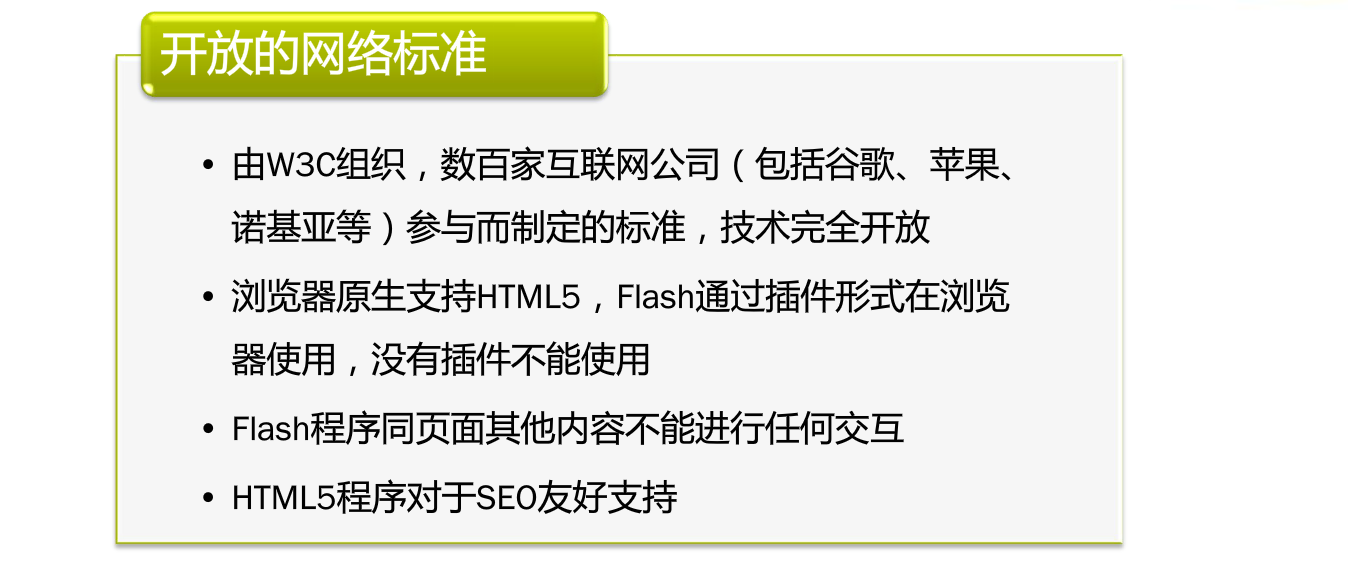 开放的网络标准
• 由W3C组织，数百家互联网公司（包括谷歌、苹果、
诺基亚等）参与而制定的标准，技术完全开放
• 浏览器原生支持HTML5，Flash通过插件形式在浏览
器使用，没有插件不能使用
• Flash程序同页面其他内容不能进行任何交互
• HTML5程序对于SEO友好支持